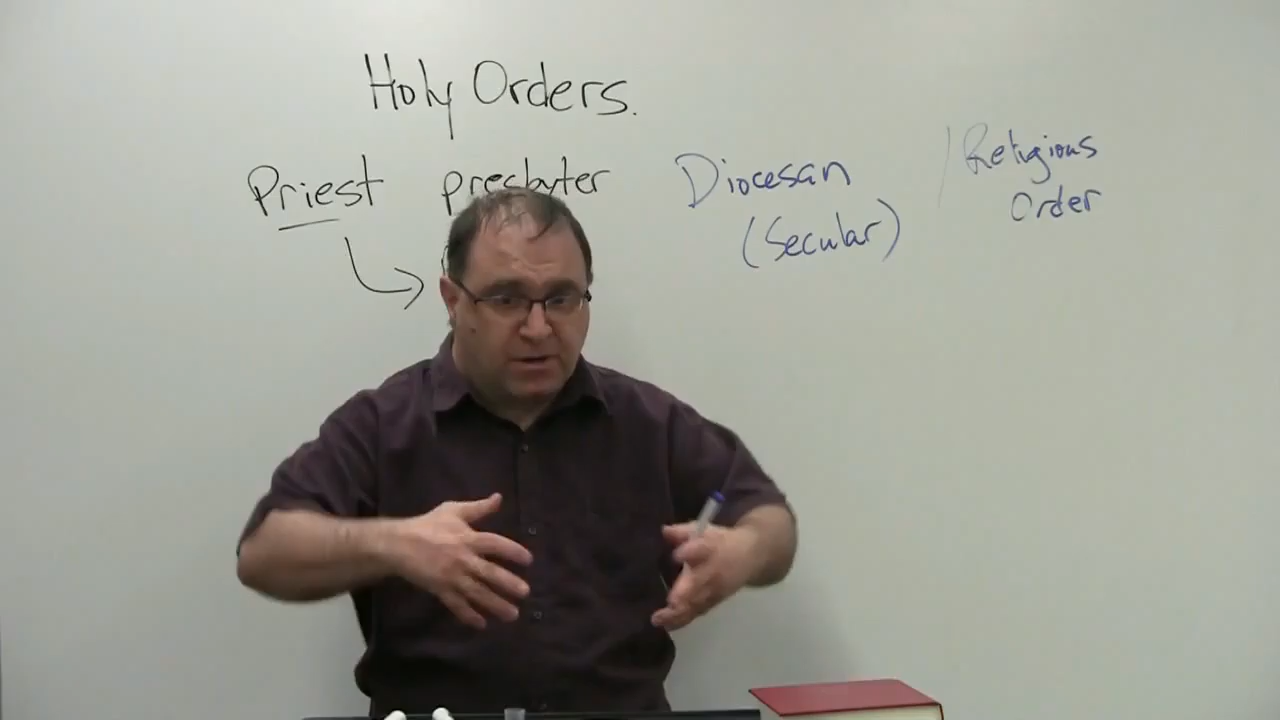 Holy Orders.
Priest presbyter Diocesan / Religious
(Secular) Order